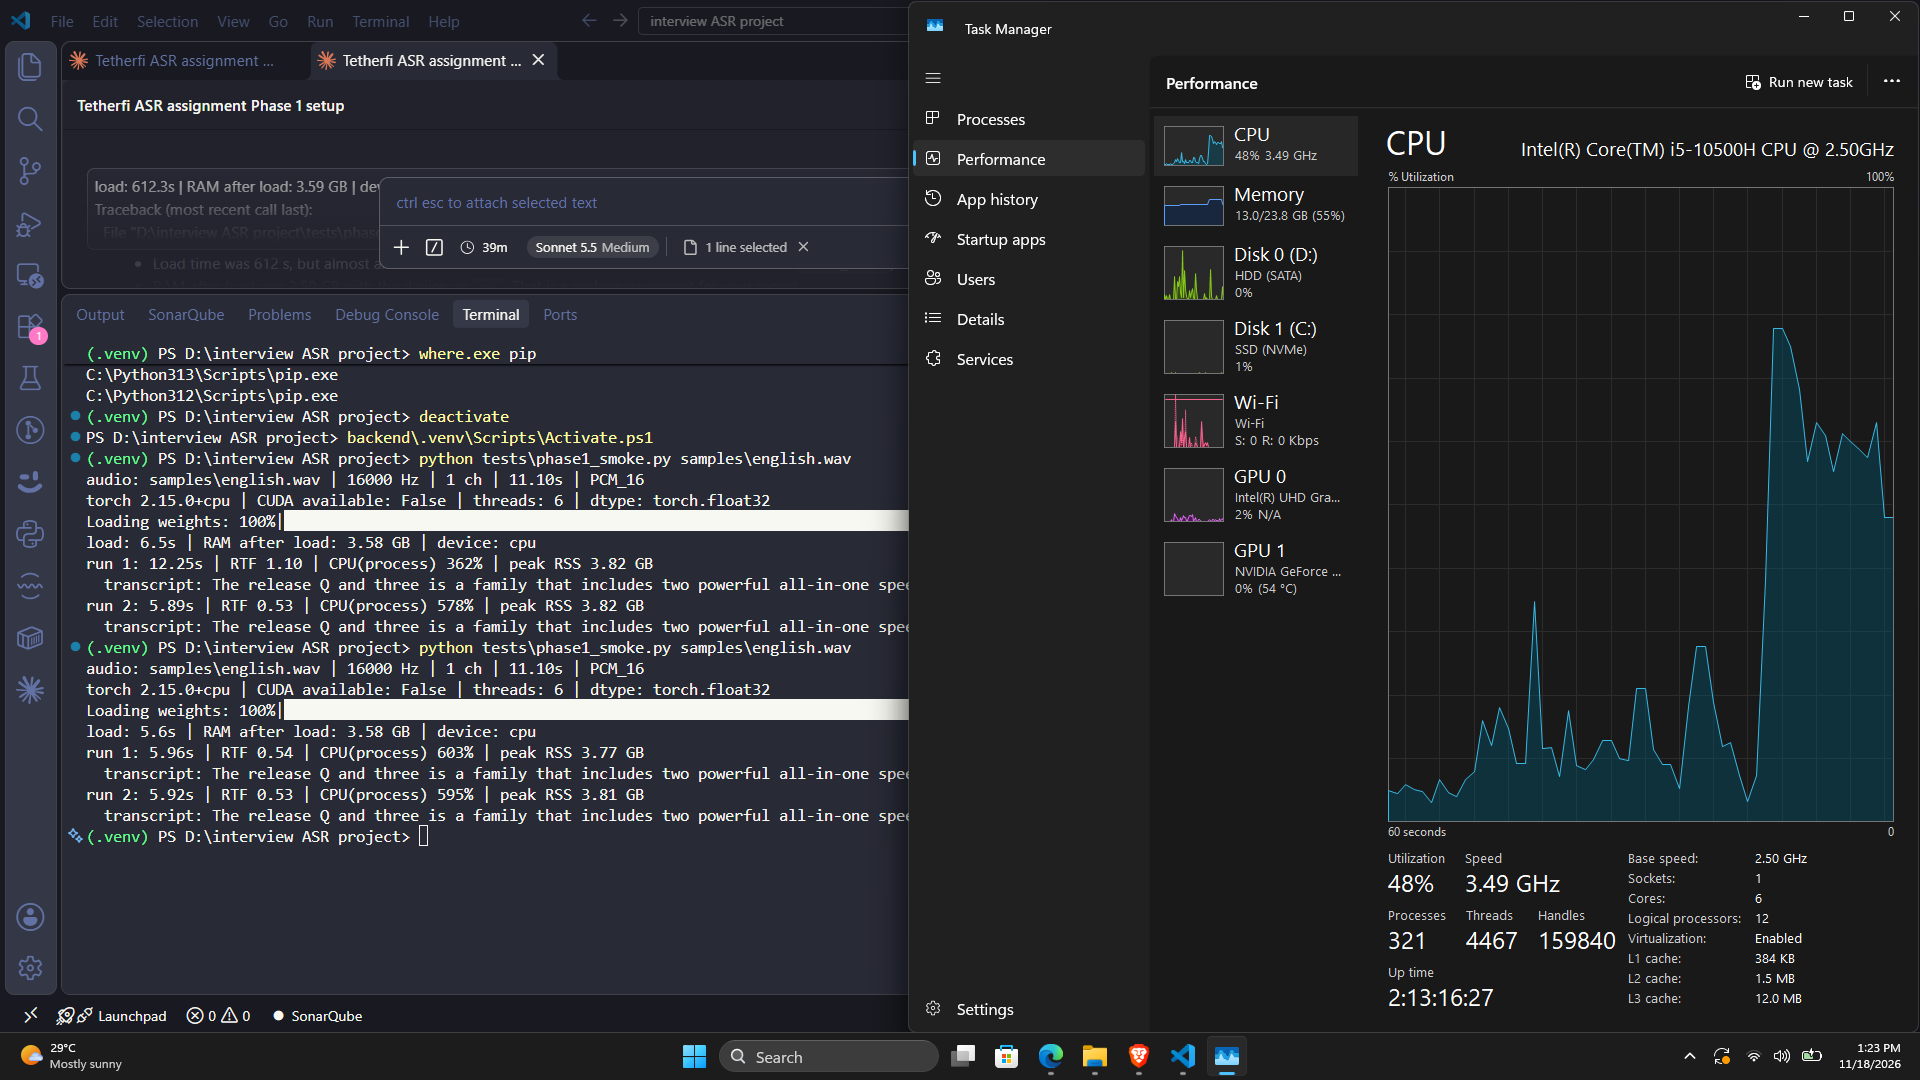 File Edit Selection View Go Run Terminal Help
interview ASR project
Tetherfi ASR assignment ...
Tetherfi ASR assignment ...
Tetherfi ASR assignment Phase 1 setup
load: 612.3s | RAM after load: 3.59 GB |
Traceback (most recent call last):
File "D:\interview ASR project\tests\phase
Load time was 612 s, but almost
ctrl esc to attach selected text
39m
Sonnet 5.5 Medium
1 line selected
Output SonarQube Problems Debug Console Terminal Ports
(.venv) PS D:\interview ASR project> where.exe pip
C:\Python313\Scripts\pip.exe
C:\Python312\Scripts\pip.exe
(.venv) PS D:\interview ASR project> deactivate
PS D:\interview ASR project> backend\.venv\Scripts\Activate.ps1
(.venv) PS D:\interview ASR project> python tests\phase1_smoke.py samples\english.wav
audio: samples\english.wav | 16000 Hz | 1 ch | 11.10s | PCM_16
torch 2.15.0+cpu | CUDA available: False | threads: 6 | dtype: torch.float32
Loading weights: 100%|
load: 6.5s | RAM after load: 3.58 GB | device: cpu
run 1: 12.25s | RTF 1.10 | CPU(process) 362% | peak RSS 3.82 GB
transcript: The release Q and three is a family that includes two powerful all-in-one spee
run 2: 5.89s | RTF 0.53 | CPU(process) 578% | peak RSS 3.82 GB
transcript: The release Q and three is a family that includes two powerful all-in-one spee
(.venv) PS D:\interview ASR project> python tests\phase1_smoke.py samples\english.wav
audio: samples\english.wav | 16000 Hz | 1 ch | 11.10s | PCM_16
torch 2.15.0+cpu | CUDA available: False | threads: 6 | dtype: torch.float32
Loading weights: 100%|
load: 5.6s | RAM after load: 3.58 GB | device: cpu
run 1: 5.96s | RTF 0.54 | CPU(process) 603% | peak RSS 3.77 GB
transcript: The release Q and three is a family that includes two powerful all-in-one spee
run 2: 5.92s | RTF 0.53 | CPU(process) 595% | peak RSS 3.81 GB
transcript: The release Q and three is a family that includes two powerful all-in-one spee
(.venv) PS D:\interview ASR project>
1
Launchpad
0 0
SonarQube
Task Manager
Processes
Performance
App history
Startup apps
Users
Details
Services
Settings
Performance
Run new task
CPU
48% 3.49 GHz
Memory
13.0/23.8 GB (55%)
Disk 0 (D:)
HDD (SATA)
0%
Disk 1 (C:)
SSD (NVMe)
1%
Wi-Fi
Wi-Fi
S: 0 R: 0 Kbps
GPU 0
Intel(R) UHD Gra...
2% N/A
GPU 1
NVIDIA GeForce ...
0% (54 °C)
CPU
Intel(R) Core(TM) i5-10500H CPU @ 2.50GHz
% Utilization 100%
60 seconds 0
Utilization Speed
48% 3.49 GHz
Processes Threads Handles
321 4467 159840
Up time
2:13:16:27
Base speed: 2.50 GHz
Sockets: 1
Cores: 6
Logical processors: 12
Virtualization: Enabled
L1 cache: 384 KB
L2 cache: 1.5 MB
L3 cache: 12.0 MB
29°C
Mostly sunny
Search
1:23 PM
11/18/2026